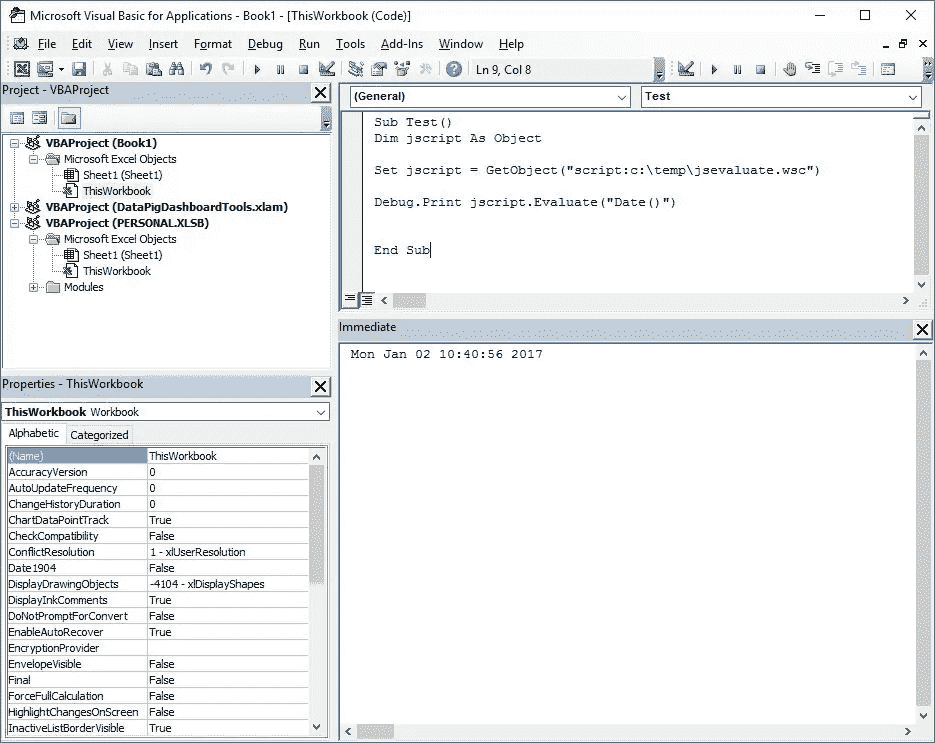 Microsoft Visual Basic for Applications - Book1 - [ThisWorkbook (Code)]
File Edit View Insert Format Debug Run Tools Add-Ins Window Help
Ln 9, Col 8
Project - VBAProject
VBAProject (Book1)
Microsoft Excel Objects
Sheet1 (Sheet1)
ThisWorkbook
VBAProject (DataPigDashboardTools.xlam)
VBAProject (PERSONAL.XLSB)
Microsoft Excel Objects
Sheet1 (Sheet1)
ThisWorkbook
Modules
Properties - ThisWorkbook
ThisWorkbook Workbook
Alphabetic Categorized
(Name) ThisWorkbook
AccuracyVersion 0
AutoUpdateFrequency 0
ChangeHistoryDuration 0
ChartDataPointTrack True
CheckCompatibility False
ConflictResolution 1 - xlUserResolution
Date1904 False
DisplayDrawingObjects -4104 - xlDisplayShapes
DisplayInkComments True
DoNotPromptForConvert False
EnableAutoRecover True
EncryptionProvider
EnvelopeVisible False
Final False
ForceFullCalculation False
HighlightChangesOnScreen False
InactiveListBorderVisible True
(General) Test
Sub Test()
Dim jscript As Object
Set jscript = GetObject("script:c:\temp\jsevaluate.wsc")
Debug.Print jscript.Evaluate("Date()")
End Sub
Immediate
Mon Jan 02 10:40:56 2017